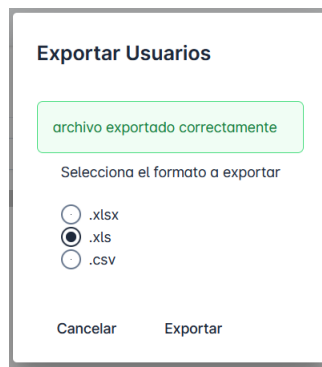 Exportar Usuarios
archivo exportado correctamente
Selecciona el formato a exportar
.xlsx
.xls
.csv
Cancelar Exportar